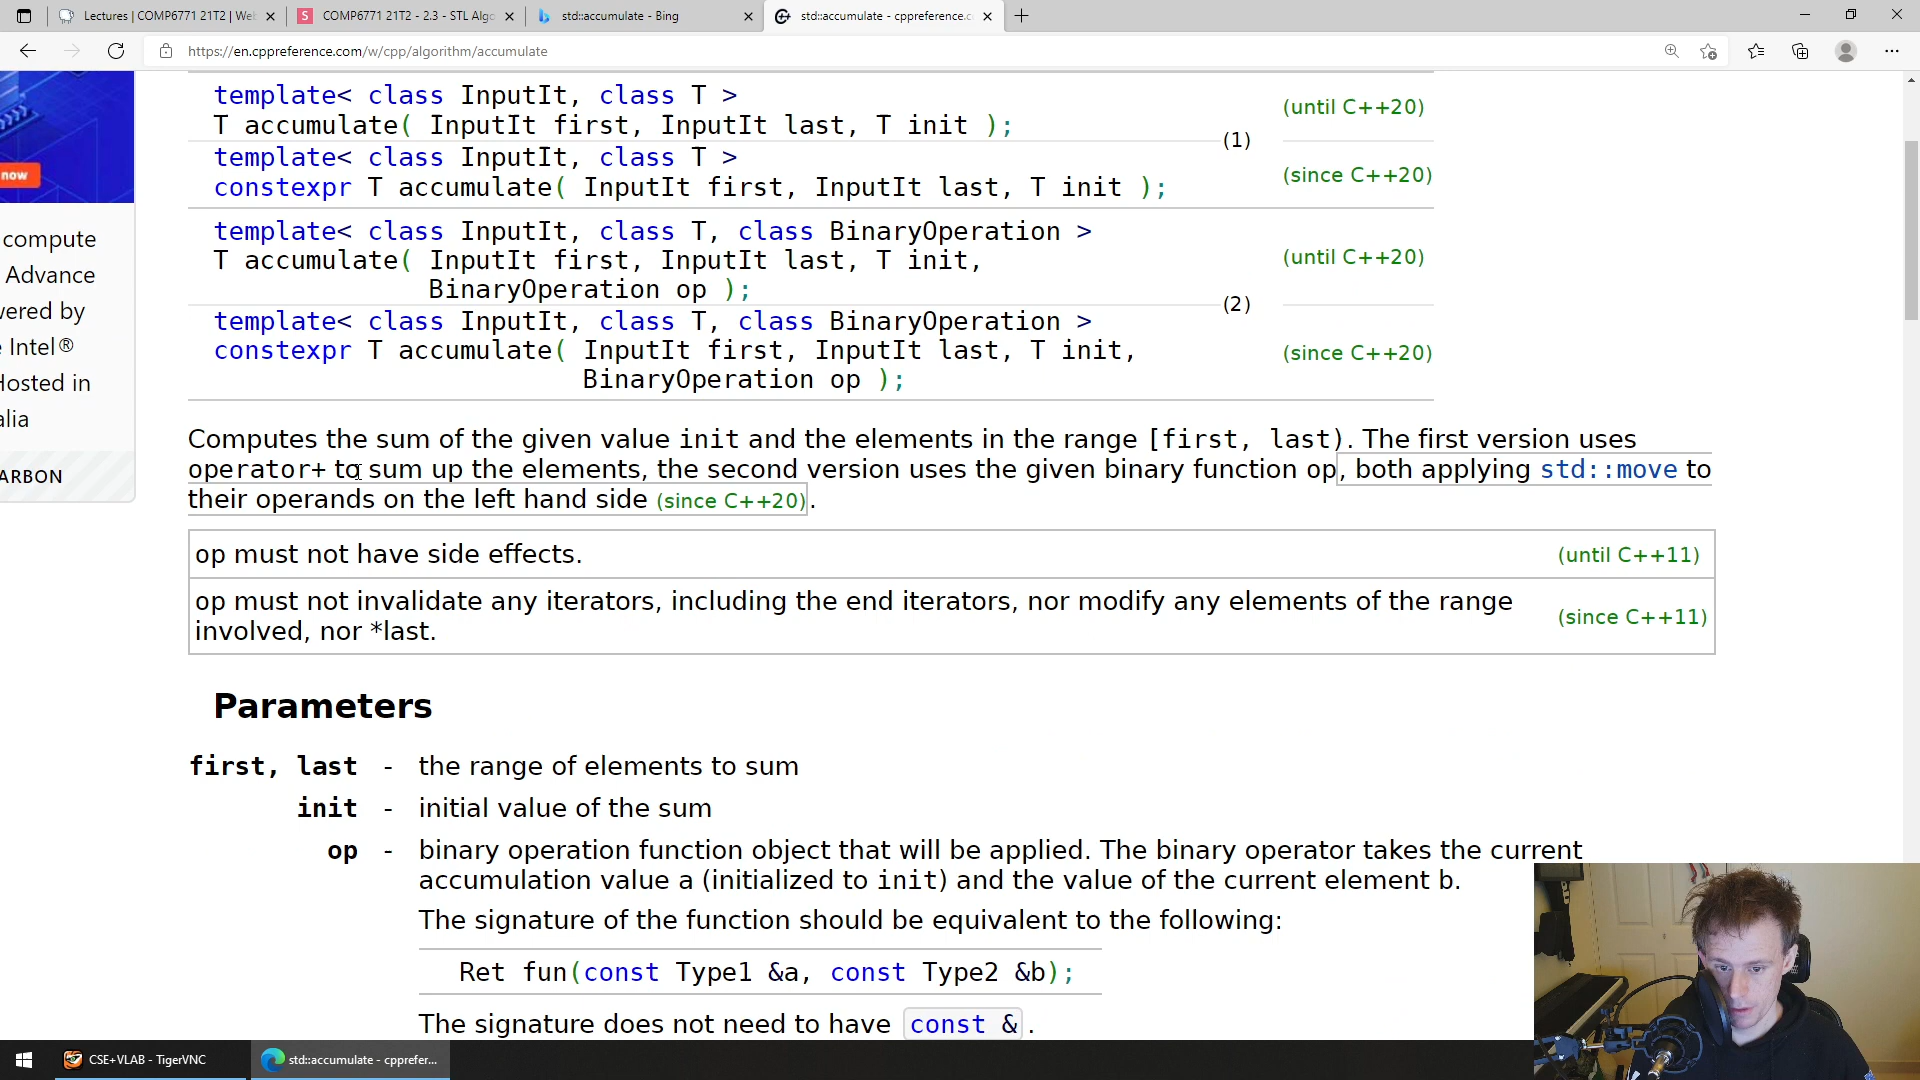 Lectures | COMP6771 21T2 | Web
COMP6771 21T2 - 2.3 - STL Algo
std::accumulate - Bing
std::accumulate - cppreference.c
https://en.cppreference.com/w/cpp/algorithm/accumulate
template< class InputIt, class T >
T accumulate( InputIt first, InputIt last, T init );
(until C++20)
(1)
template< class InputIt, class T >
constexpr T accumulate( InputIt first, InputIt last, T init );
(since C++20)
template< class InputIt, class T, class BinaryOperation >
T accumulate( InputIt first, InputIt last, T init,
BinaryOperation op );
(until C++20)
(2)
template< class InputIt, class T, class BinaryOperation >
constexpr T accumulate( InputIt first, InputIt last, T init,
BinaryOperation op );
(since C++20)
now
compute
Advance
vered by
e Intel®
Hosted in
alia
ARBON
Computes the sum of the given value init and the elements in the range [first, last). The first version uses
operator+ to sum up the elements, the second version uses the given binary function op, both applying std::move to
their operands on the left hand side (since C++20).
op must not have side effects. (until C++11)
op must not invalidate any iterators, including the end iterators, nor modify any elements of the range
involved, nor *last. (since C++11)
Parameters
first, last - the range of elements to sum
init - initial value of the sum
op - binary operation function object that will be applied. The binary operator takes the current
accumulation value a (initialized to init) and the value of the current element b.
The signature of the function should be equivalent to the following:
Ret fun(const Type1 &a, const Type2 &b);
The signature does not need to have const &.
CSE+VLAB - TigerVNC
std::accumulate - cpprefer...